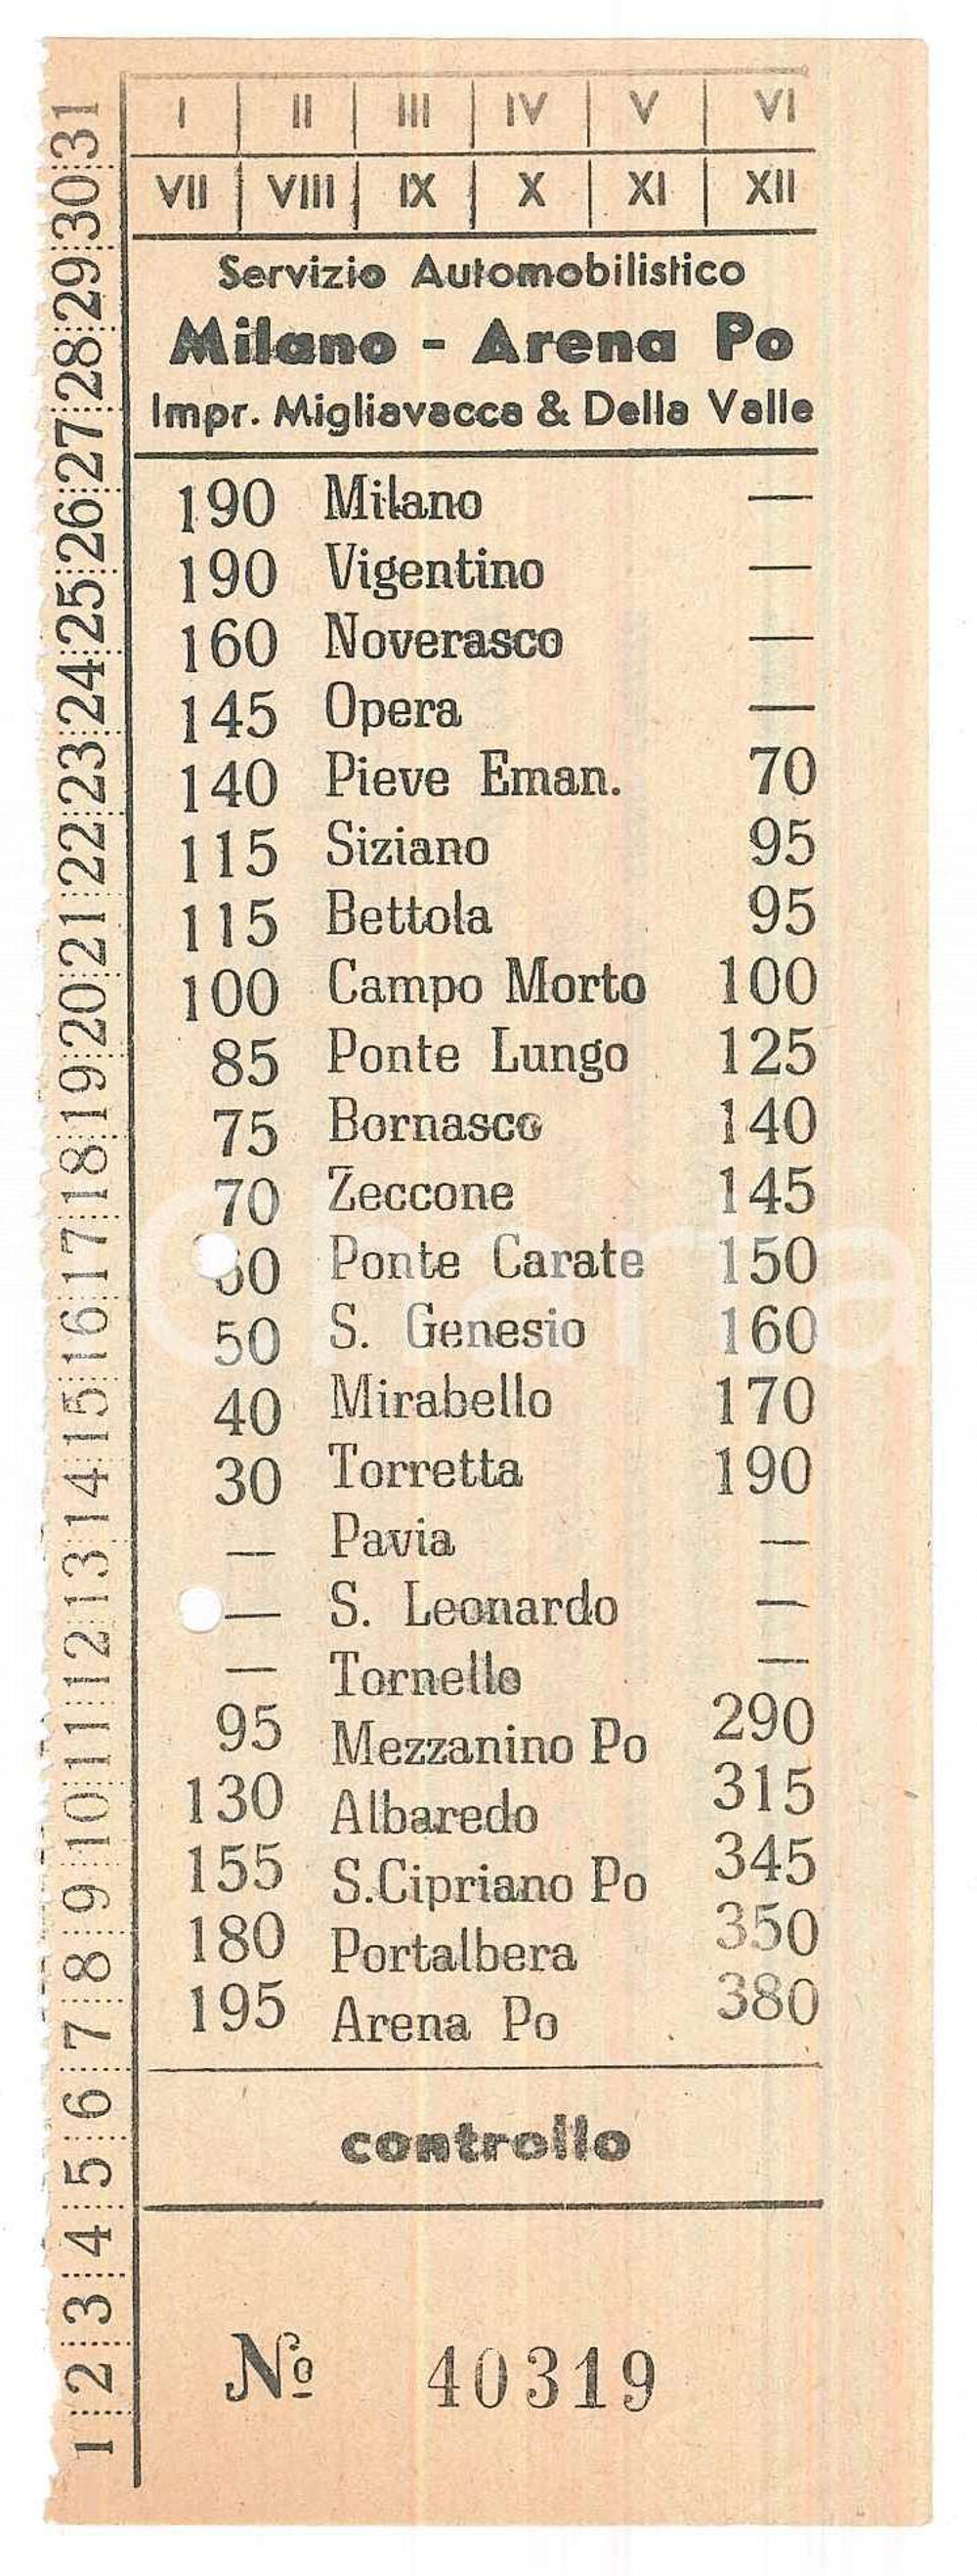 I II III IV V VI
VII VIII IX X XI XII
Servizio Automobilistico
Milano - Arena Po
Impr. Migliavacca & Della Valle
190 Milano —
190 Vigentino —
160 Noverasco —
145 Opera —
140 Pieve Eman. 70
115 Siziano 95
115 Bettola 95
100 Campo Morto 100
85 Ponte Lungo 125
75 Bornasco 140
70 Zeccone 145
60 Ponte Carate 150
50 S. Genesio 160
40 Mirabello 170
30 Torretta 190
— Pavia —
— S. Leonardo —
— Tornello —
95 Mezzanino Po 290
130 Albaredo 315
155 S.Cipriano Po 345
180 Portalbera 350
195 Arena Po 380
controllo
Nº 40319
1 2 3 4 5 6 7 8 9 10 11 12 13 14 15 16 17 18 19 20 21 22 23 24 25 26 27 28 29 30 31